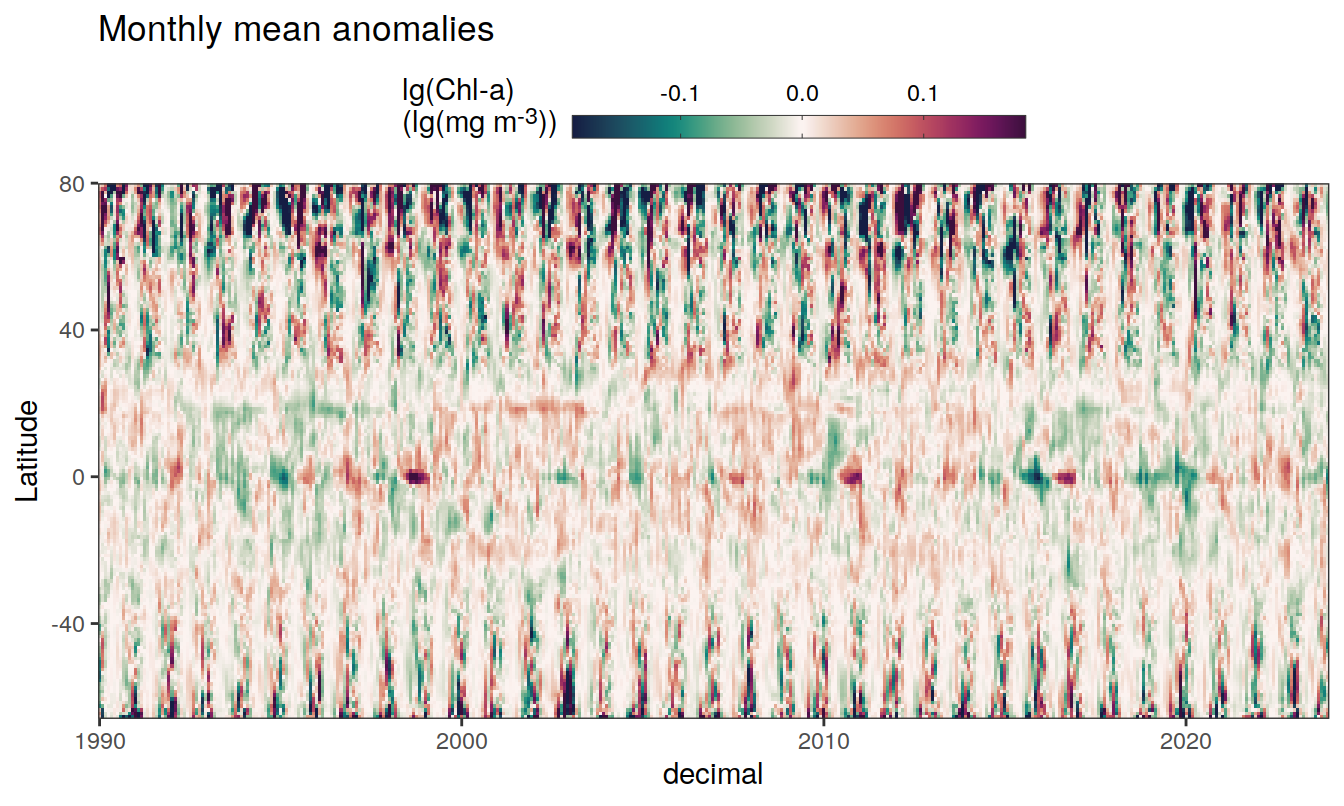 Monthly mean anomalies
lg(Chl-a)
(lg(mg m-3))
-0.1 0.0 0.1
80
40
0
-40
Latitude
1990 2000 2010 2020
decimal